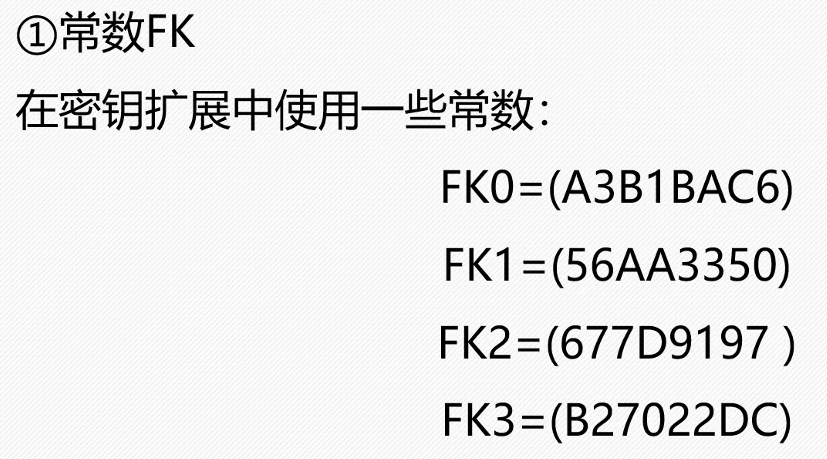 ①常数FK
在密钥扩展中使用一些常数：
FK0=(A3B1BAC6)
FK1=(56AA3350)
FK2=(677D9197 )
FK3=(B27022DC)